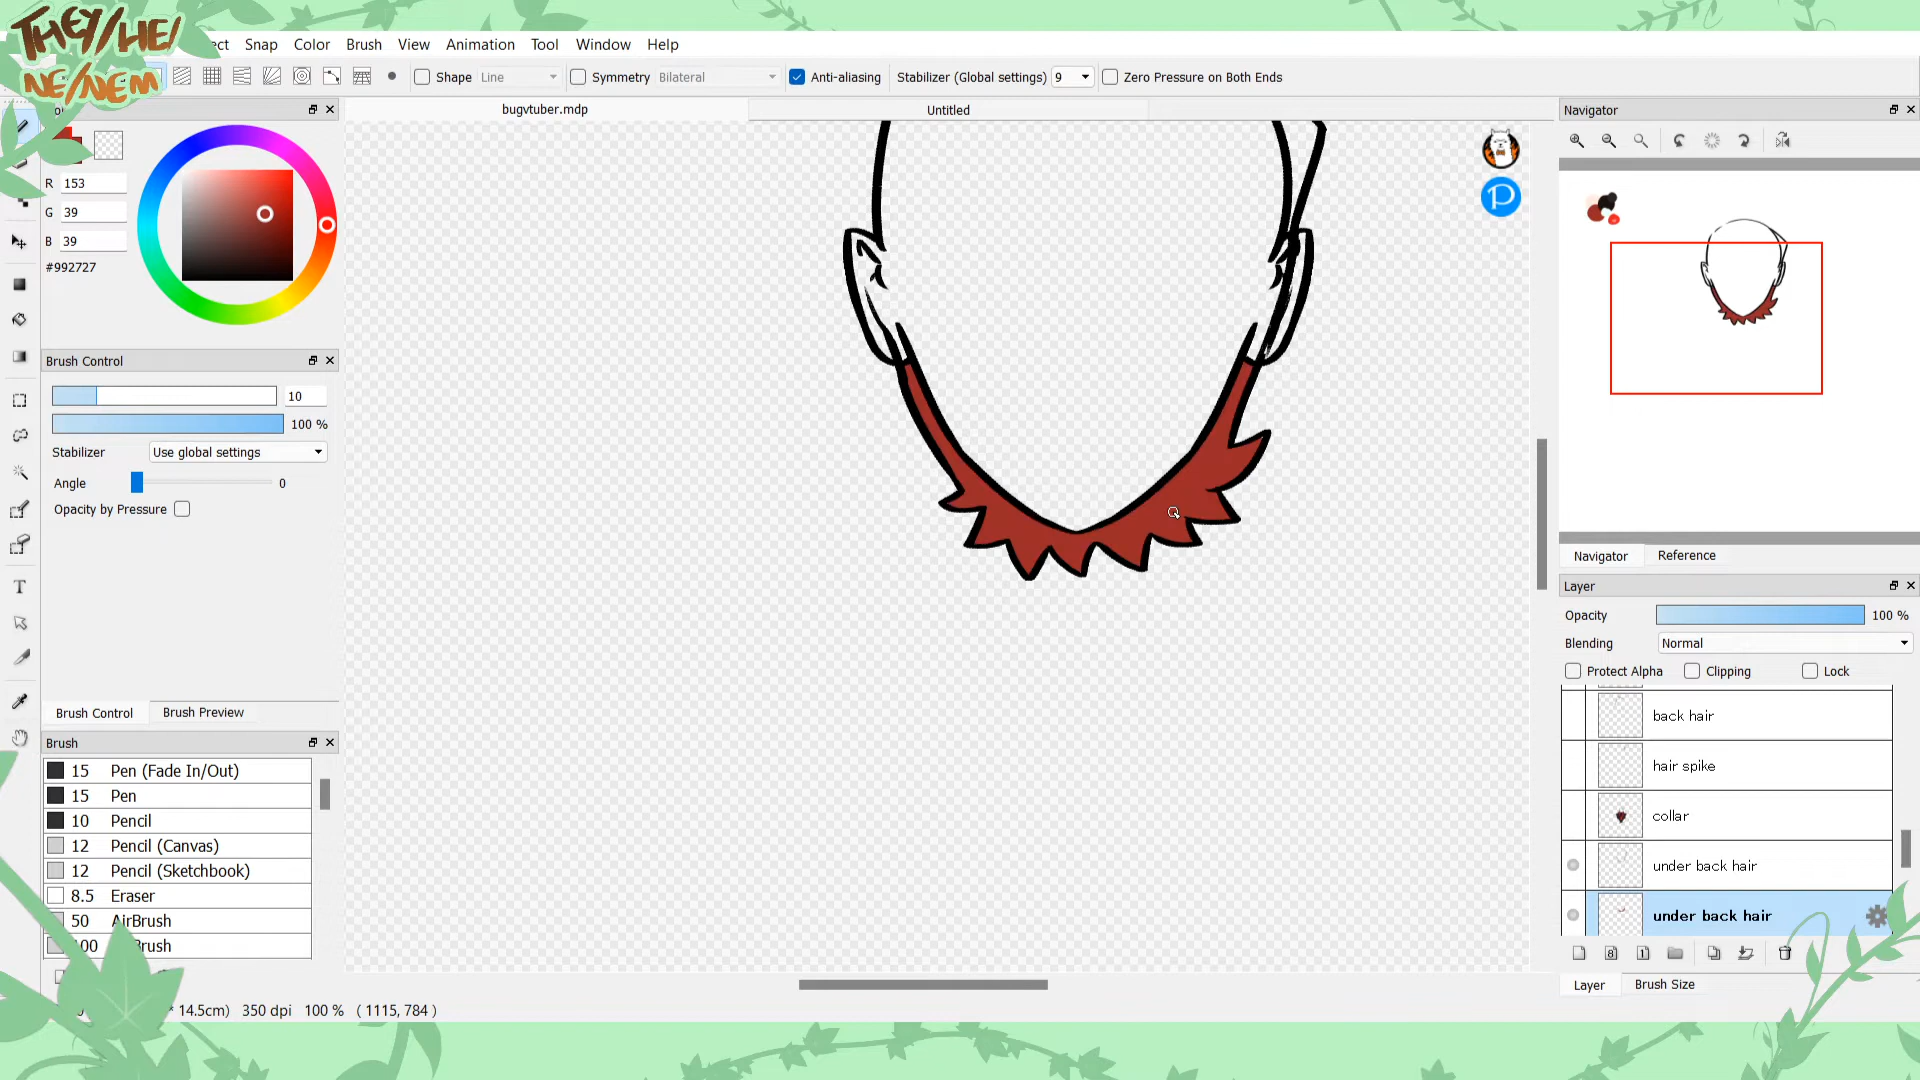 THEY/HE/
NE/NEM
Snap Color Brush View Animation Tool Window Help
Shape Line Symmetry Bilateral Anti-aliasing Stabilizer (Global settings) 9 Zero Pressure on Both Ends
bugvtuber.mdp Untitled
R 153
G 39
B 39
#992727
Brush Control
10
100 %
Stabilizer Use global settings
Angle 0
Opacity by Pressure
Brush Control Brush Preview
Brush
15 Pen (Fade In/Out)
15 Pen
10 Pencil
12 Pencil (Canvas)
12 Pencil (Sketchbook)
8.5 Eraser
50 AirBrush
* 14.5cm) 350 dpi 100 % ( 1115, 784 )
P
T
Navigator
Navigator Reference
Layer
Opacity 100 %
Blending Normal
Protect Alpha Clipping Lock
back hair
hair spike
collar
under back hair
under back hair
8 1
Layer Brush Size